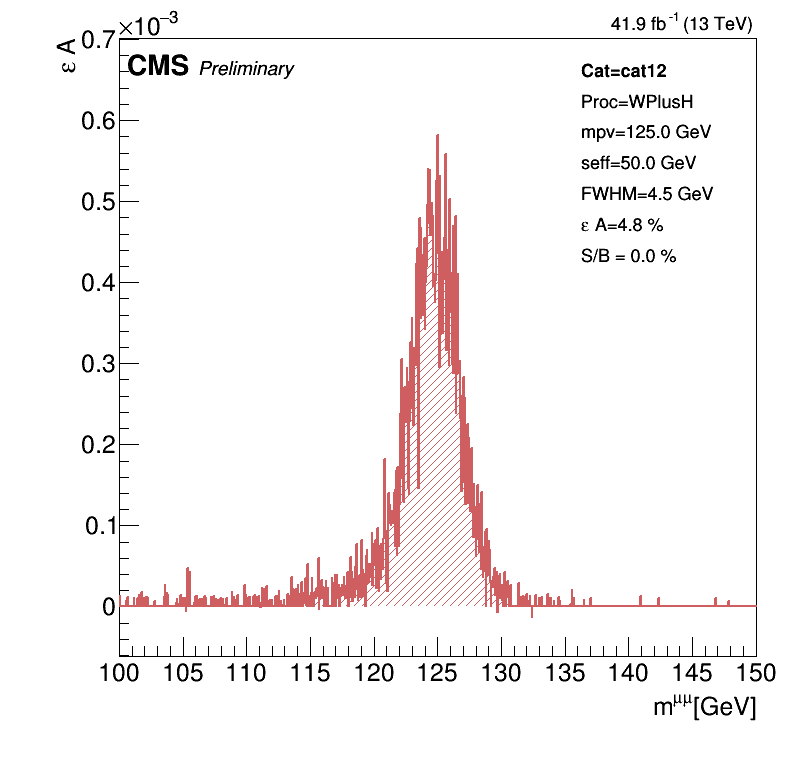 41.9 fb⁻¹ (13 TeV)
×10⁻³
CMS Preliminary
ε A
Cat=cat12
Proc=WPlusH
mpv=125.0 GeV
seff=50.0 GeV
FWHM=4.5 GeV
ε A=4.8 %
S/B = 0.0 %
0.7
0.6
0.5
0.4
0.3
0.2
0.1
0
100 105 110 115 120 125 130 135 140 145 150
m^μμ[GeV]